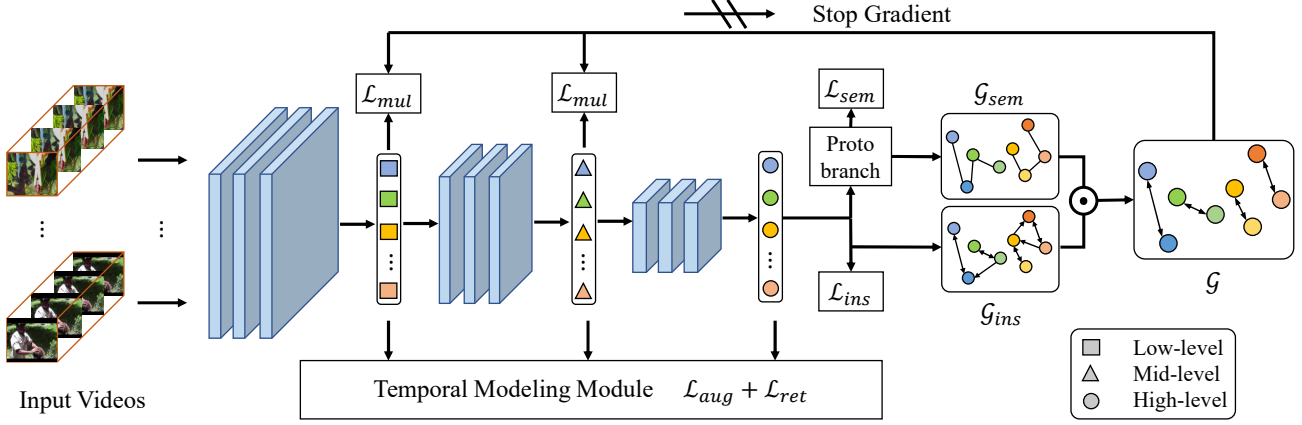 Stop Gradient
ℒ_mul
ℒ_mul
ℒ_sem
𝒢_sem
Proto
branch
⋮
⋮
ℒ_ins
𝒢_ins
𝒢
Input Videos
Temporal Modeling Module ℒ_aug + ℒ_ret
Low-level
Mid-level
High-level